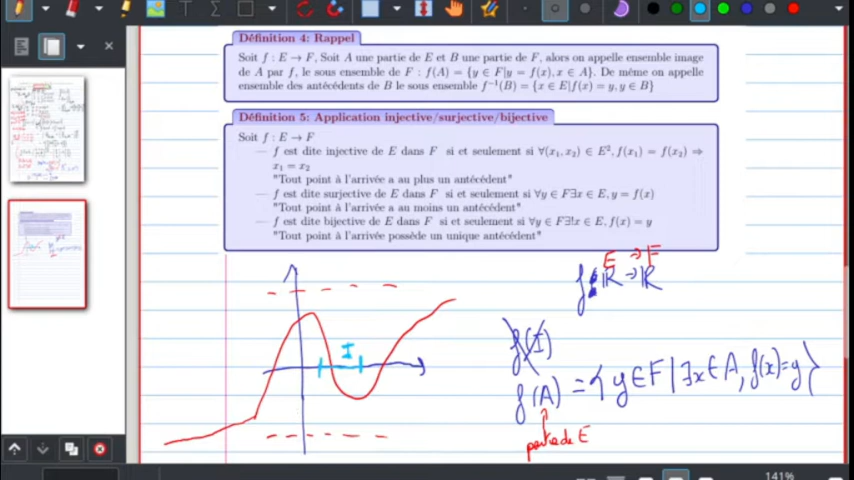 Définition 4: Rappel
Soit f : E → F, Soit A une partie de E et B une partie de F, alors on appelle ensemble image
de A par f, le sous ensemble de F : f(A) = {y ∈ F|y = f(x), x ∈ A}. De même on appelle
ensemble des antécédents de B le sous ensemble f⁻¹(B) = {x ∈ E|f(x) = y, y ∈ B}
Définition 5: Application injective/surjective/bijective
Soit f : E → F
— f est dite injective de E dans F si et seulement si ∀(x₁, x₂) ∈ E², f(x₁) = f(x₂) ⇒
x₁ = x₂
"Tout point à l'arrivée a au plus un antécédent"
— f est dite surjective de E dans F si et seulement si ∀y ∈ F∃x ∈ E, y = f(x)
"Tout point à l'arrivée a au moins un antécédent"
— f est dite bijective de E dans F si et seulement si ∀y ∈ F∃!x ∈ E, f(x) = y
"Tout point à l'arrivée possède un unique antécédent"
E → F
f : ℝ → ℝ
I
f(I)
f(A) = { y ∈ F | ∃x ∈ A, f(x) = y }
partie de E
141%